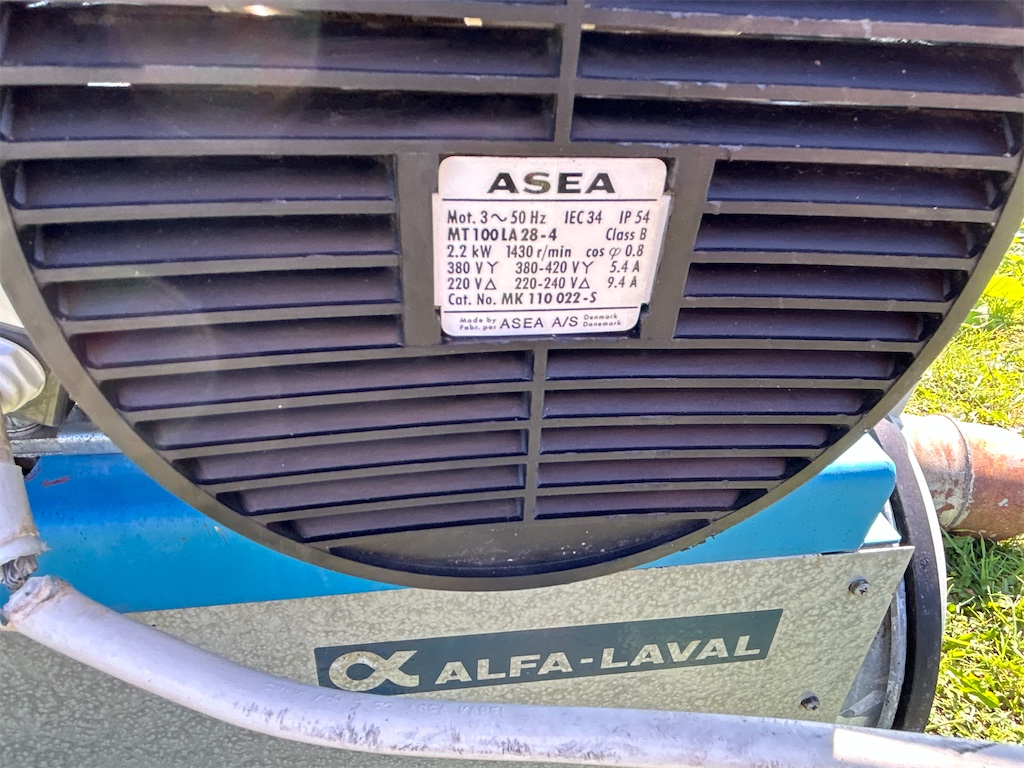 ASEA
Mot. 3~50 Hz IEC 34 IP 54
MT 100 LA 28-4 Class B
2.2 kW 1430 r/min cos φ 0.8
380 V Y 380-420 V Y 5.4 A
220 V △ 220-240 V △ 9.4 A
Cat. No. MK 110 022-S
Made by ASEA A/S Denmark
Fabr. par Danemark
ALFA-LAVAL
ASEA KABEL